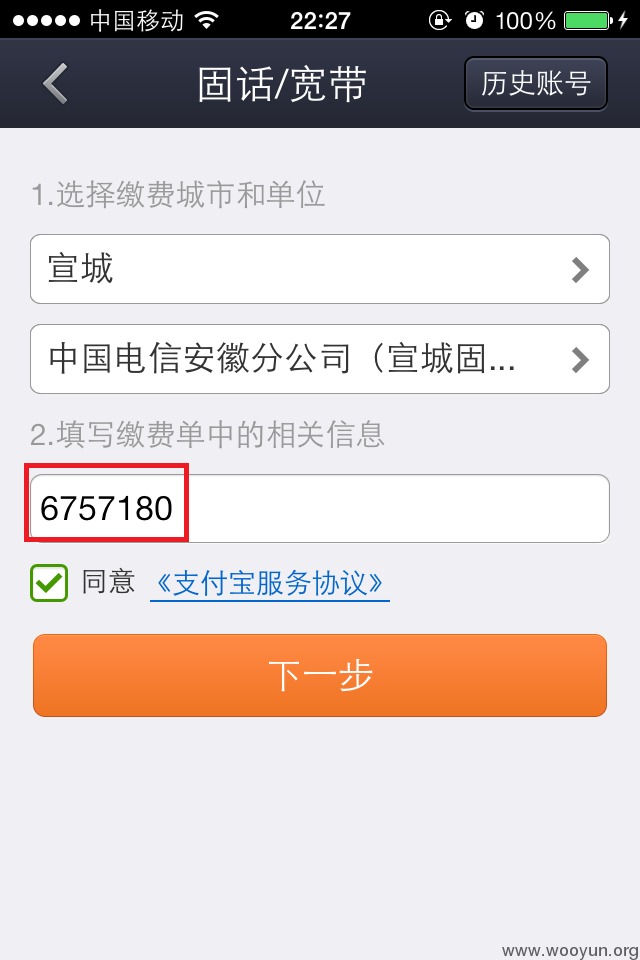 中国移动 22:27 100%
固话/宽带 历史账号
1.选择缴费城市和单位
宣城
中国电信安徽分公司（宣城固...
2.填写缴费单中的相关信息
6757180
同意 《支付宝服务协议》
下一步
www.wooyun.org